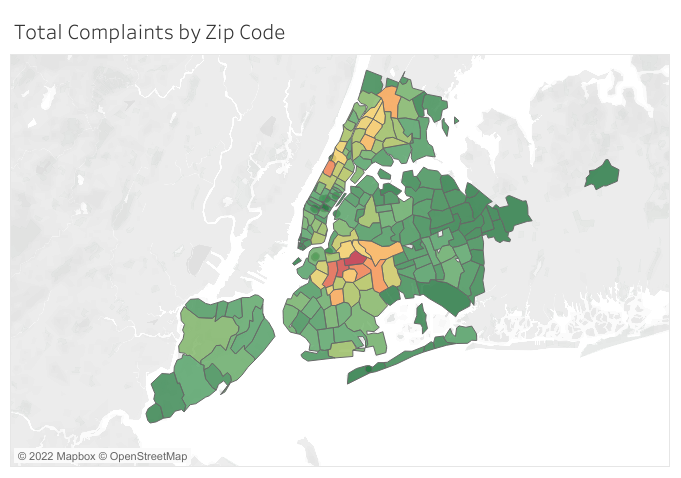 Total Complaints by Zip Code
© 2022 Mapbox © OpenStreetMap